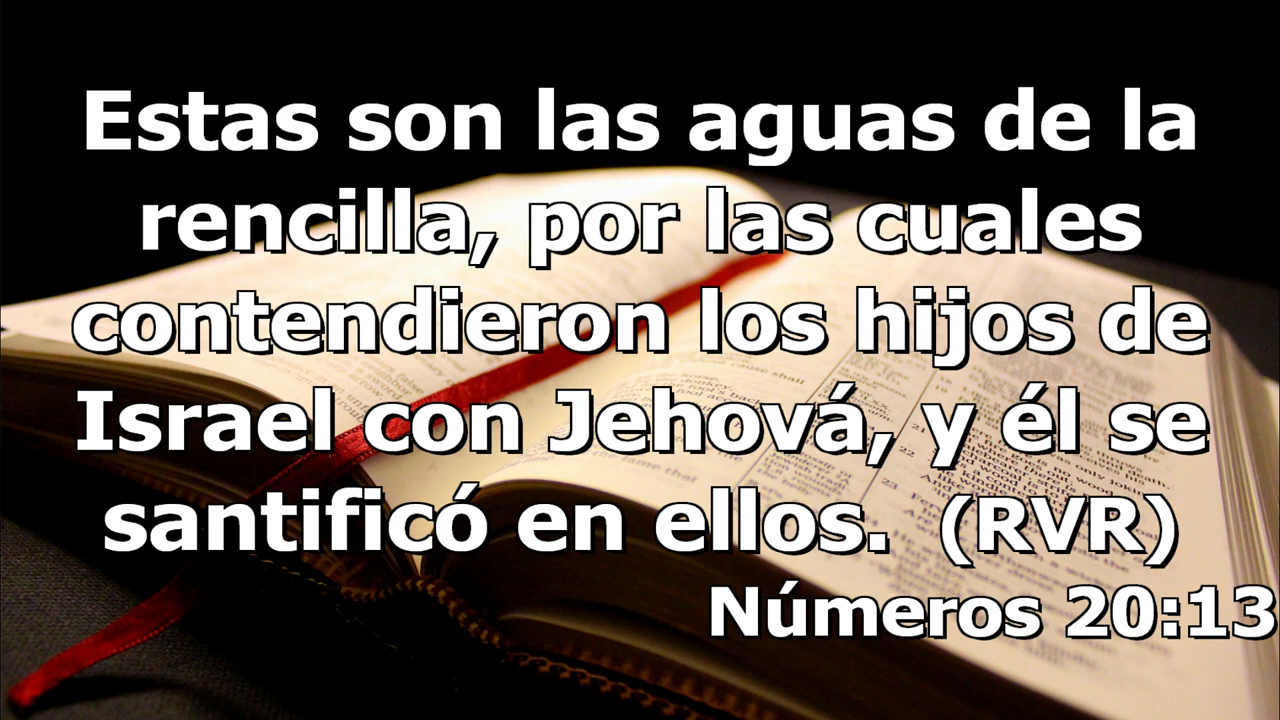 Estas son las aguas de la
rencilla, por las cuales
contendieron los hijos de
Israel con Jehová, y él se
santificó en ellos.  (RVR)
Números 20:13